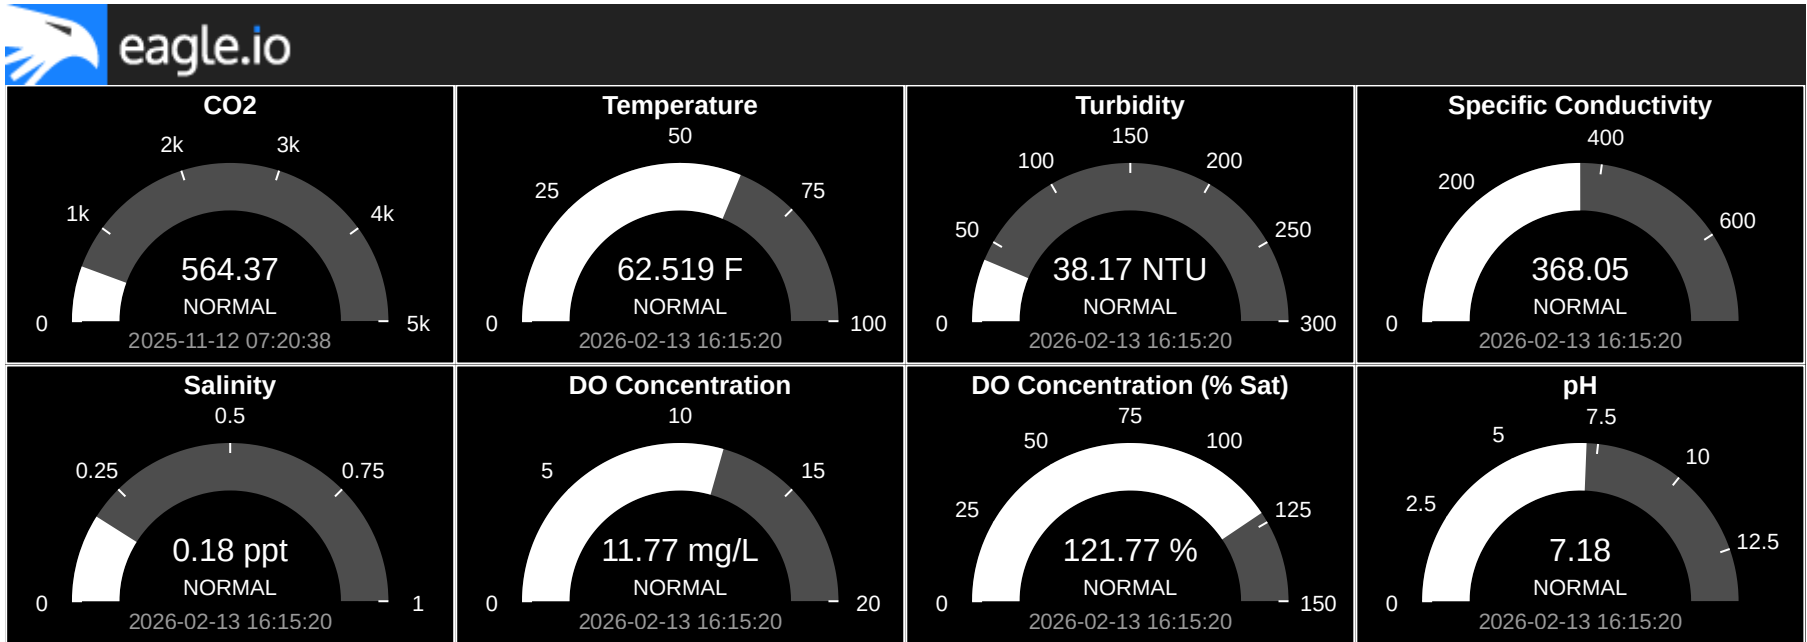 eagle.io
CO2
0
1k
2k
3k
4k
5k
564.37
NORMAL
2025-11-12 07:20:38
Temperature
0
25
50
75
100
62.519 F
NORMAL
2026-02-13 16:15:20
Turbidity
0
50
100
150
200
250
300
38.17 NTU
NORMAL
2026-02-13 16:15:20
Specific Conductivity
0
200
400
600
368.05
NORMAL
2026-02-13 16:15:20
Salinity
0
0.25
0.5
0.75
1
0.18 ppt
NORMAL
2026-02-13 16:15:20
DO Concentration
0
5
10
15
20
11.77 mg/L
NORMAL
2026-02-13 16:15:20
DO Concentration (% Sat)
0
25
50
75
100
125
150
121.77 %
NORMAL
2026-02-13 16:15:20
pH
0
2.5
5
7.5
10
12.5
7.18
NORMAL
2026-02-13 16:15:20